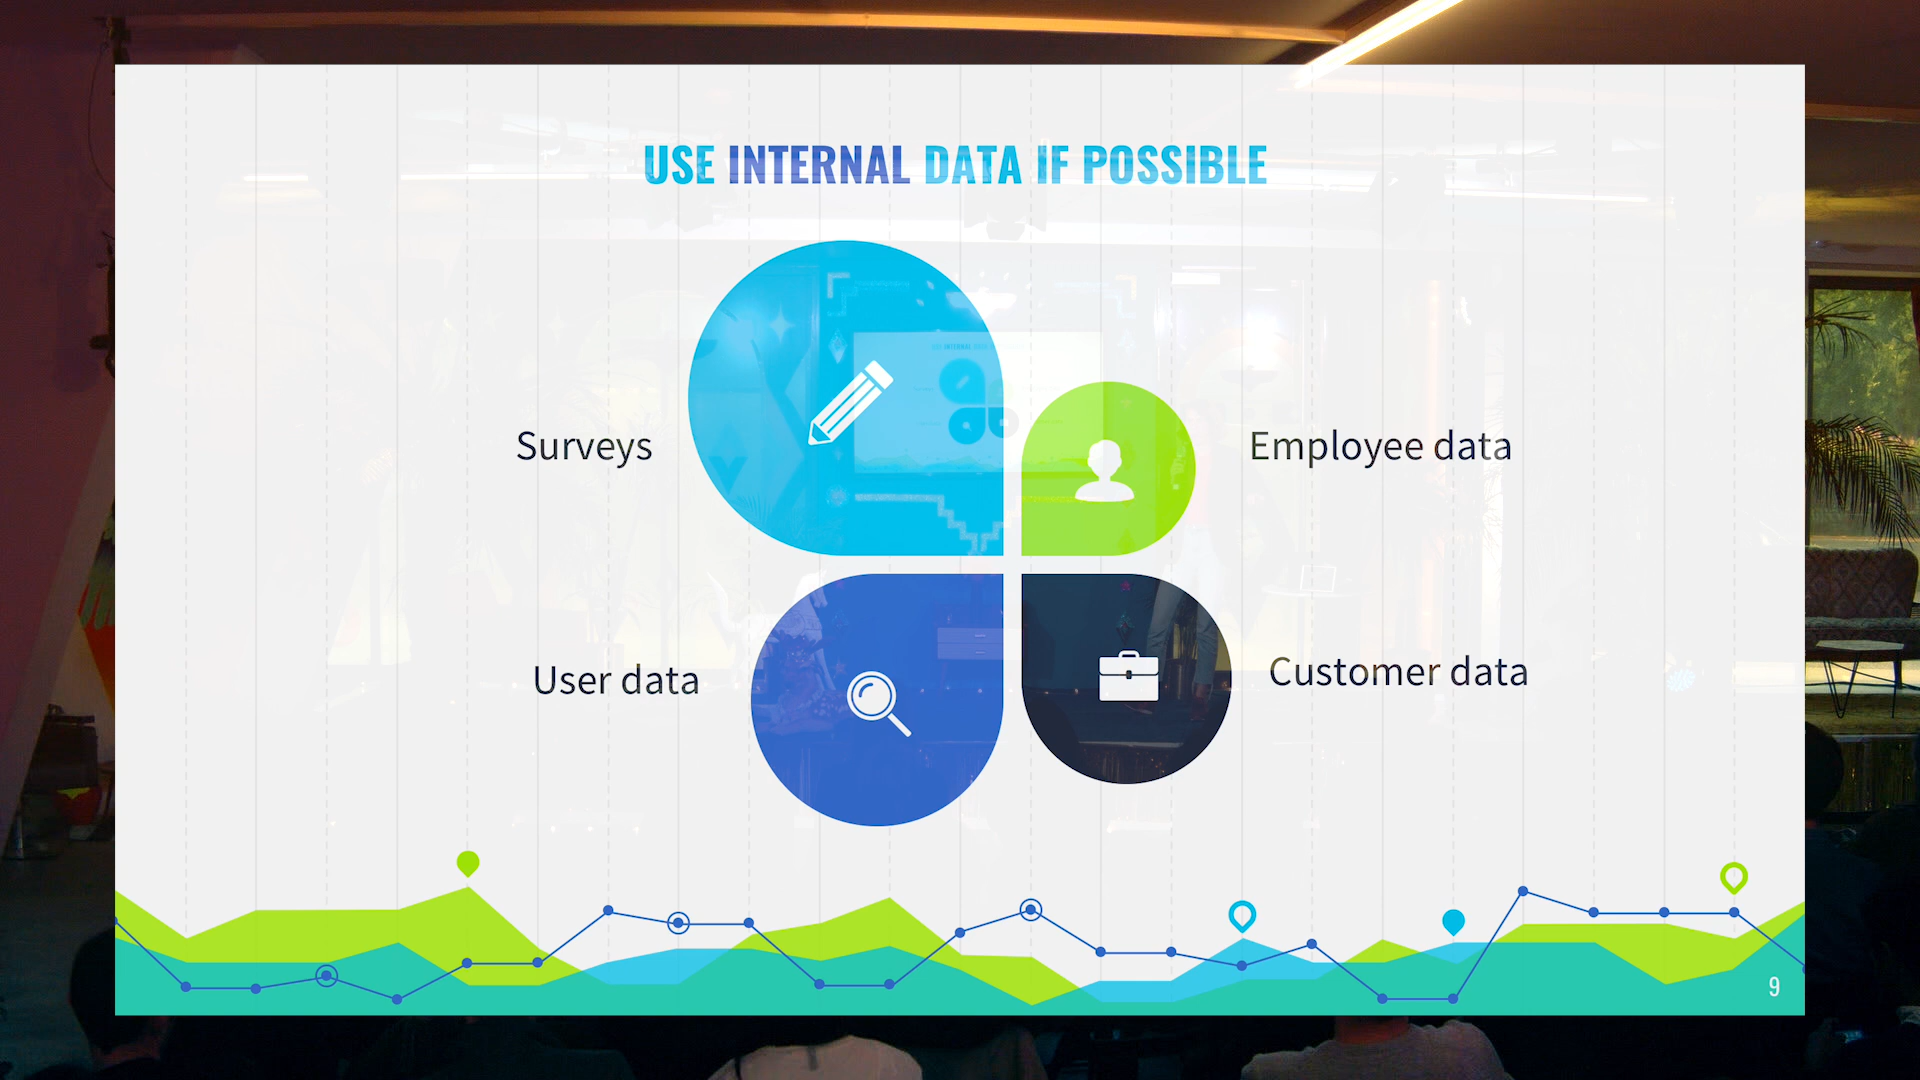 USE INTERNAL DATA IF POSSIBLE
Surveys
Employee data
User data
Customer data
9